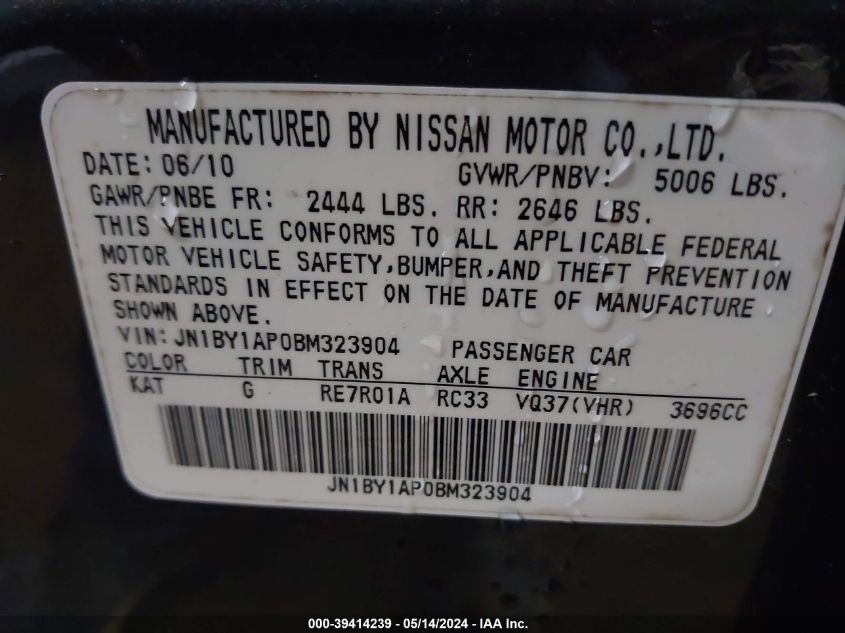 MANUFACTURED BY NISSAN MOTOR CO.,LTD.
DATE: 06/10 GVWR/PNBV: 5006 LBS.
GAWR/PNBE FR: 2444 LBS. RR: 2646 LBS.
THIS VEHICLE CONFORMS TO ALL APPLICABLE FEDERAL
MOTOR VEHICLE SAFETY,BUMPER,AND THEFT PREVENTION
STANDARDS IN EFFECT ON THE DATE OF MANUFACTURE
SHOWN ABOVE.
VIN: JN1BY1AP0BM323904 PASSENGER CAR
COLOR TRIM TRANS AXLE ENGINE
KAT G RE7R01A RC33 VQ37(VHR) 3696CC
JN1BY1AP0BM323904
000-39414239 - 05/14/2024 - IAA Inc.